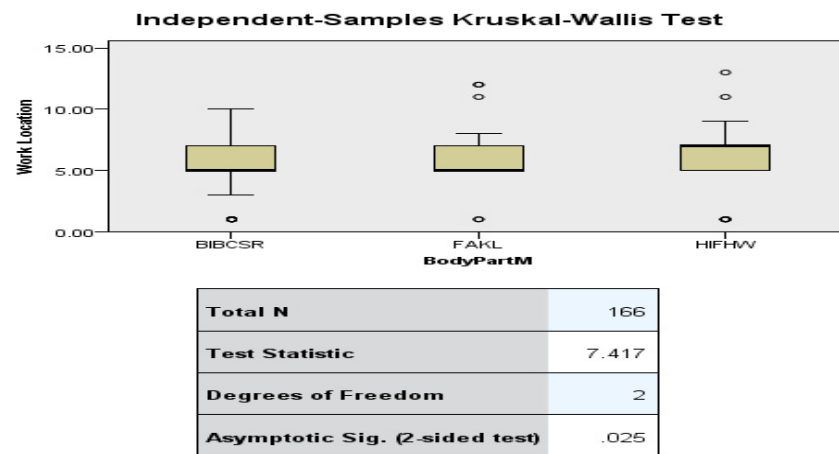 Independent-Samples Kruskal-Wallis Test
15.00
10.00
5.00
0.00
Work Location
BIBCSR FAKL HIFHW
BodyPartM
Total N 166
Test Statistic 7.417
Degrees of Freedom 2
Asymptotic Sig. (2-sided test) .025